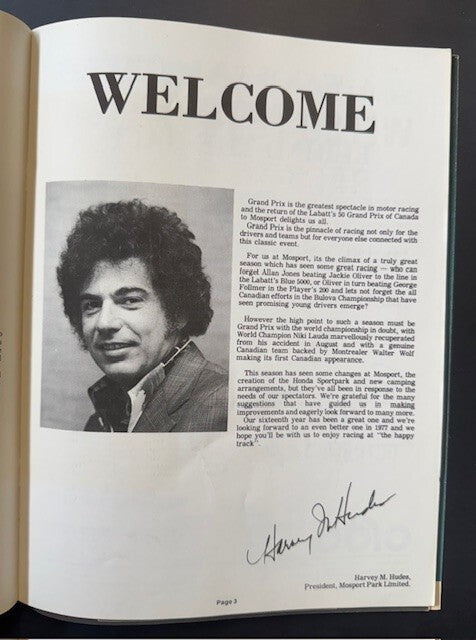 WELCOME
Grand Prix is the greatest spectacle in motor racing
and the return of the Labatt's 50 Grand Prix of Canada
to Mosport delights us all.
Grand Prix is the pinnacle of racing not only for the
drivers and teams but for everyone else connected with
this classic event.
For us at Mosport, its the climax of a truly great
season which has seen some great racing — who can
forget Allan Jones beating Jackie Oliver to the line in
the Labatt's Blue 5000, or Oliver in turn beating George
Follmer in the Player's 200 and lets not forget the all
Canadian efforts in the Bulova Championship that have
seen promising young drivers emerge?
However the high point to such a season must be
Grand Prix with the world championship in doubt, with
World Champion Niki Lauda marvellously recuperated
from his accident in August and with a genuine
Canadian team backed by Montrealer Walter Wolf
making its first Canadian appearance.
This season has seen some changes at Mosport, the
creation of the Honda Sportpark and new camping
arrangements, but they've all been in response to the
needs of our spectators. We're grateful for the many
suggestions that have guided us in making
improvements and eagerly look forward to many more.
Our sixteenth year has been a great one and we're
looking forward to an even better one in 1977 and we
hope you'll be with us to enjoy racing at "the happy
track".
Harvey M Hudes
Harvey M. Hudes,
President, Mosport Park Limited.
Page 3